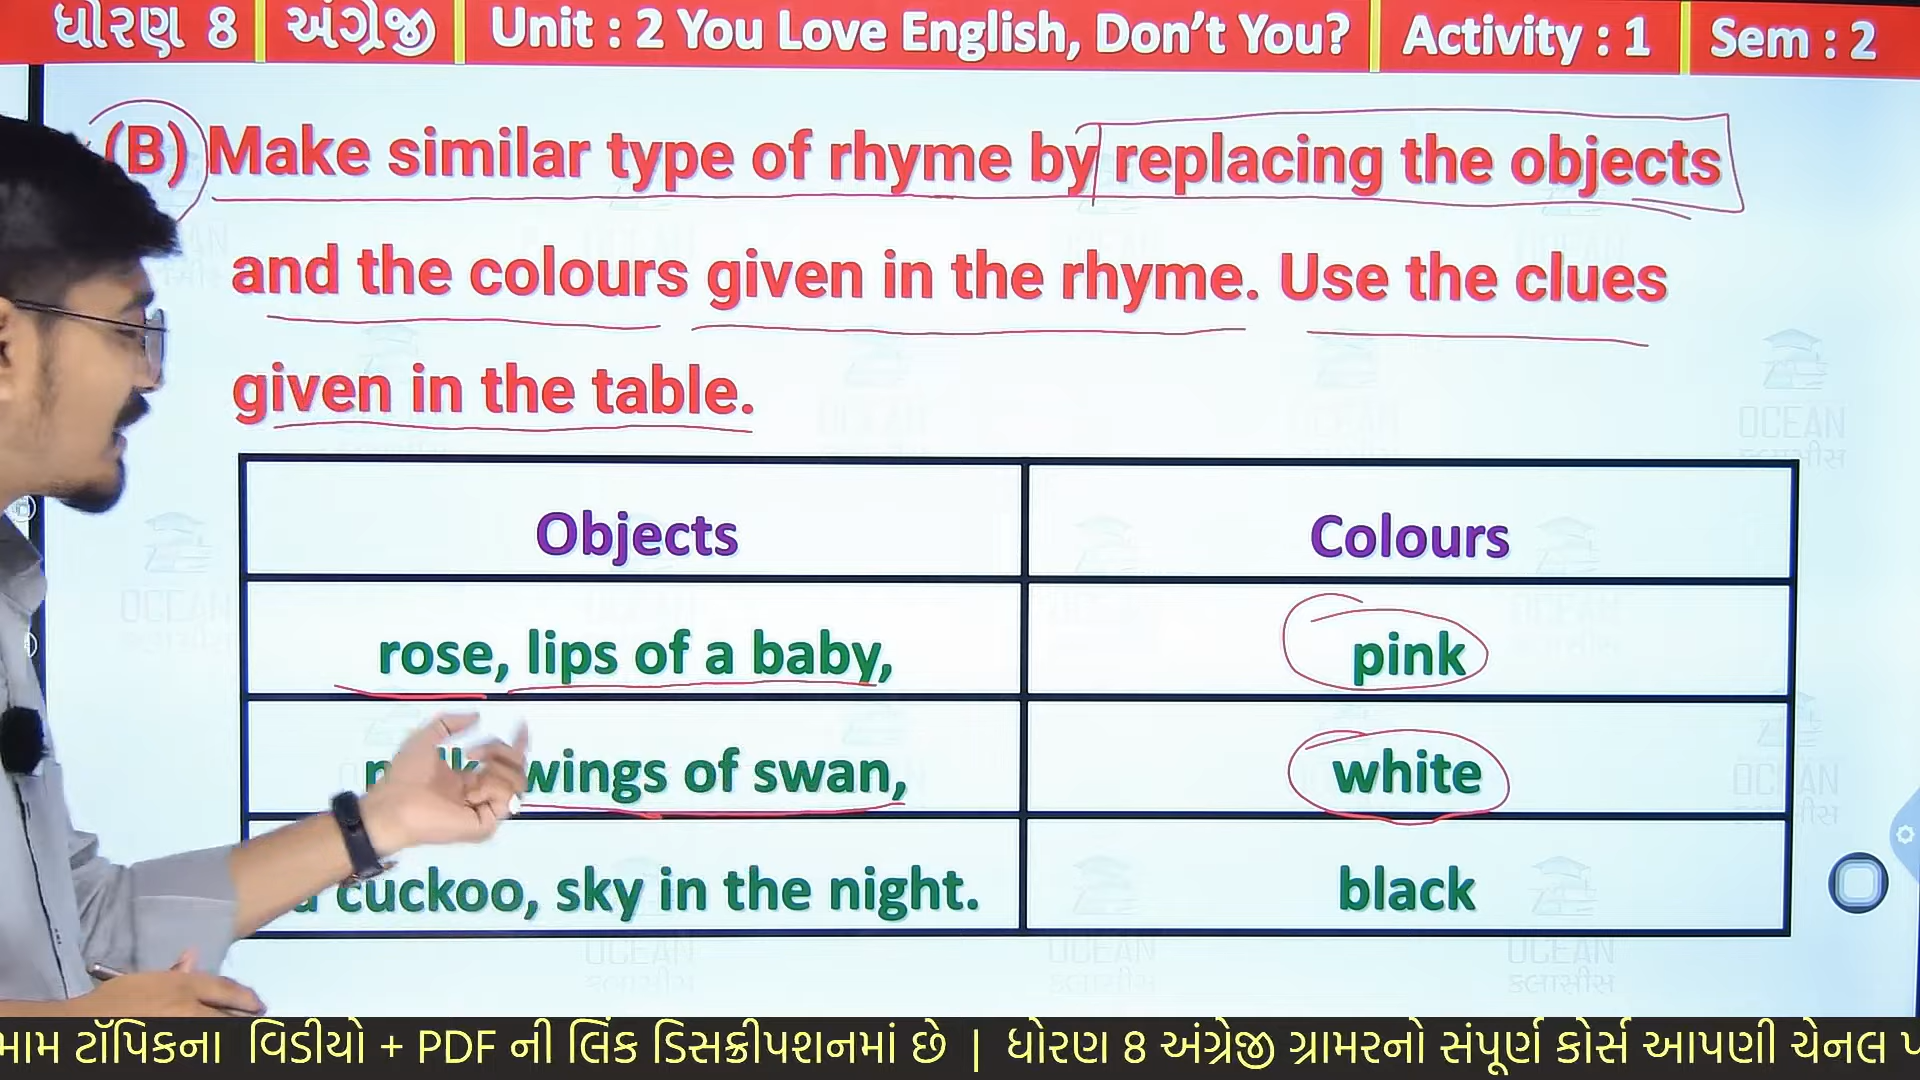 ધોરણ 8 અંગ્રેજી Unit : 2 You Love English, Don’t You? Activity : 1 Sem : 2
(B) Make similar type of rhyme by replacing the objects
and the colours given in the rhyme. Use the clues
given in the table.
Objects Colours
rose, lips of a baby, pink
wings of swan, white
cuckoo, sky in the night. black
OCEAN
ક્લાસીસ
ટૉપિકના વિડીયો + PDF ની લિંક ડિસ્ક્રીપશનમાં છે | ધોરણ 8 અંગ્રેજી ગ્રામરનો સંપૂર્ણ કોર્સ આપણી ચેનલ